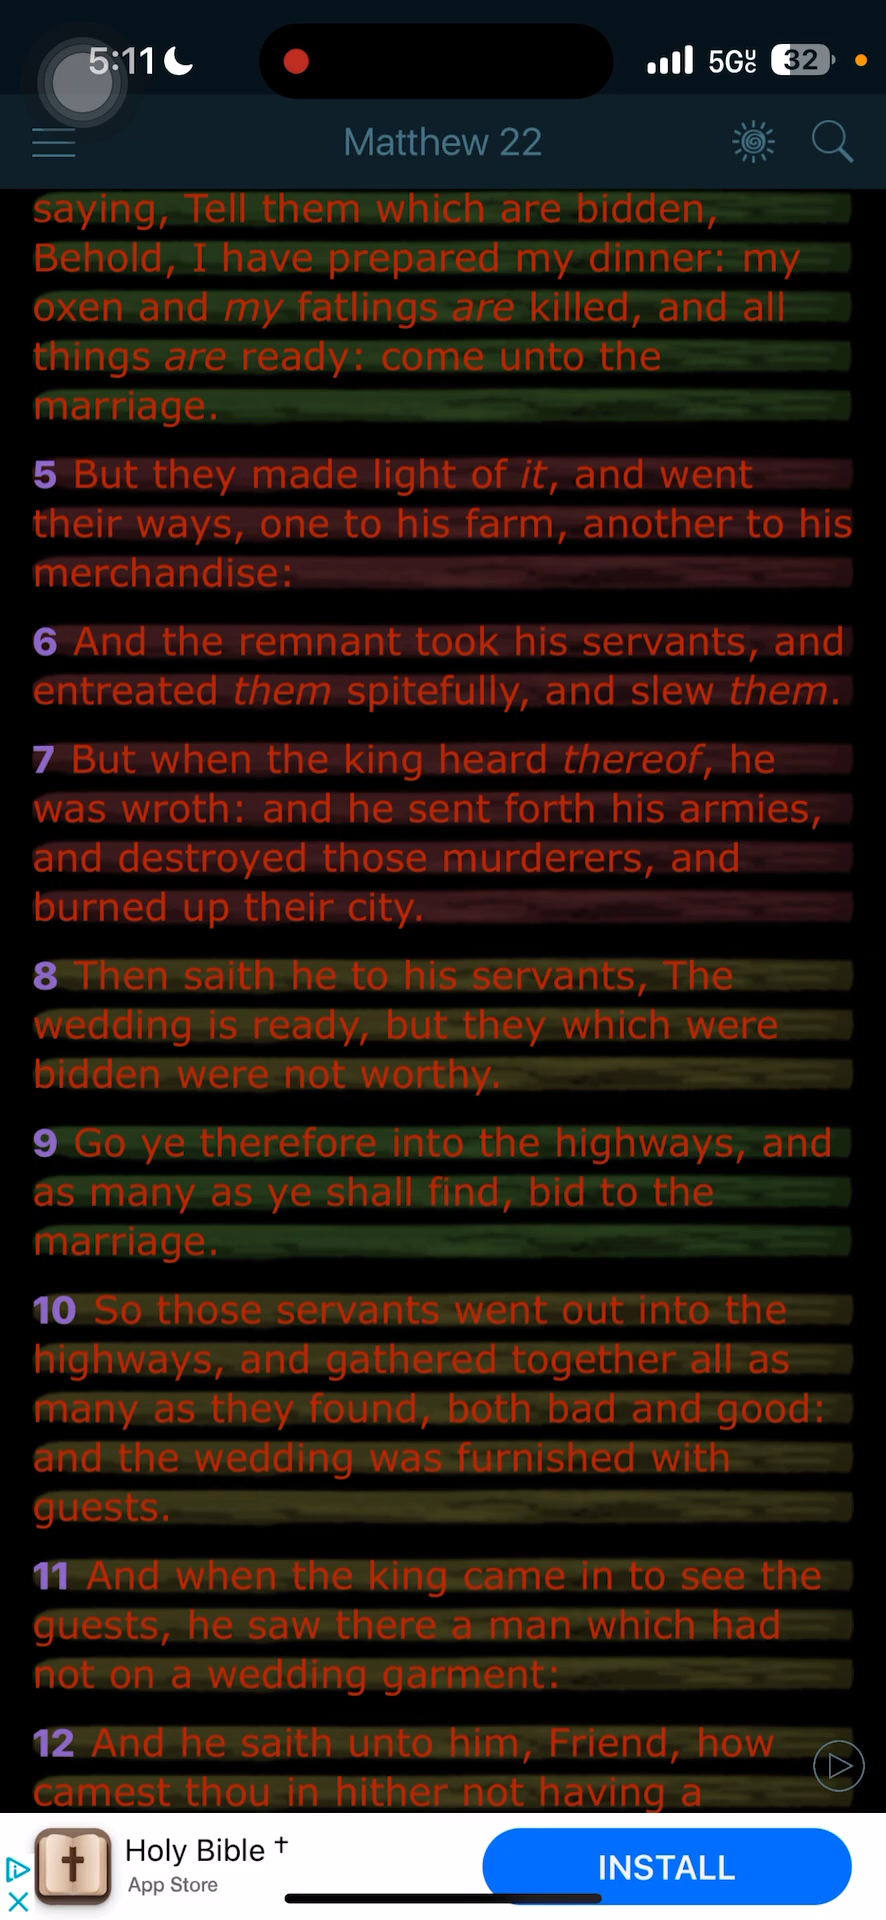 5:11
5G
32
Matthew 22
saying, Tell them which are bidden,
Behold, I have prepared my dinner: my
oxen and my fatlings are killed, and all
things are ready: come unto the
marriage.
5 But they made light of it, and went
their ways, one to his farm, another to his
merchandise:
6 And the remnant took his servants, and
entreated them spitefully, and slew them.
7 But when the king heard thereof, he
was wroth: and he sent forth his armies,
and destroyed those murderers, and
burned up their city.
8 Then saith he to his servants, The
wedding is ready, but they which were
bidden were not worthy.
9 Go ye therefore into the highways, and
as many as ye shall find, bid to the
marriage.
10 So those servants went out into the
highways, and gathered together all as
many as they found, both bad and good:
and the wedding was furnished with
guests.
11 And when the king came in to see the
guests, he saw there a man which had
not on a wedding garment:
12 And he saith unto him, Friend, how
camest thou in hither not having a
Holy Bible ✝
App Store
INSTALL